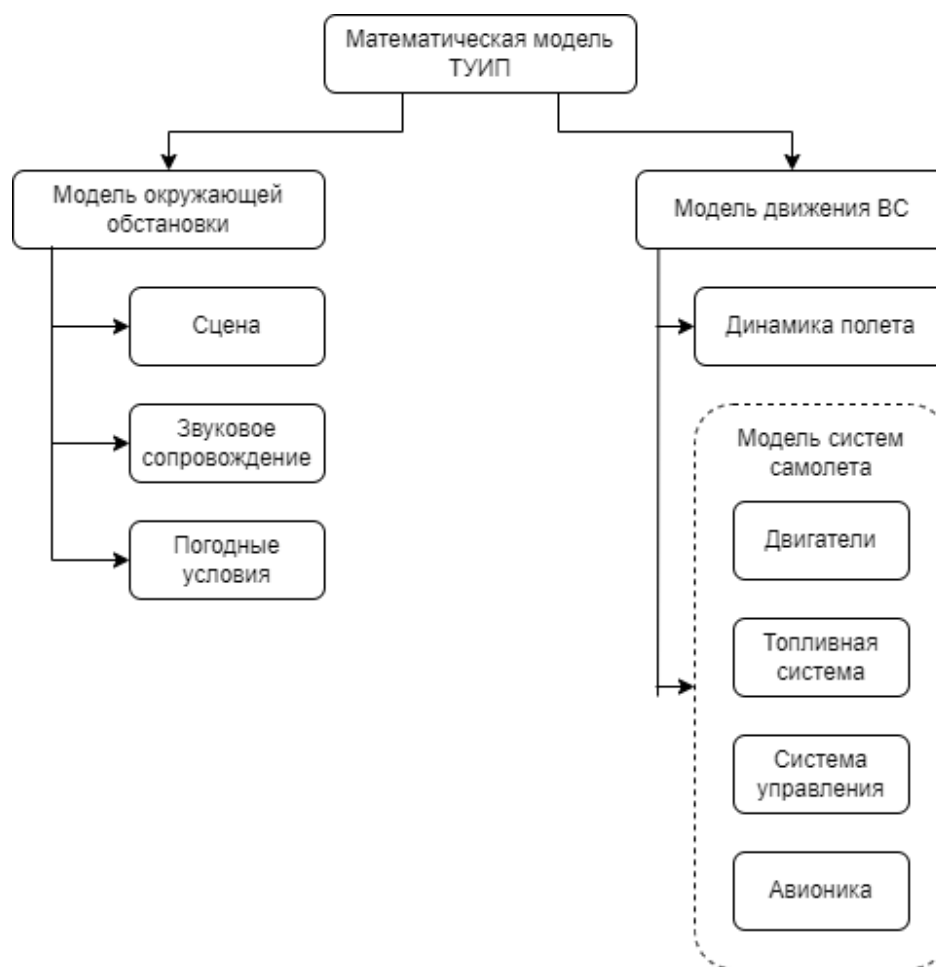 Математическая модель
ТУИП
Модель окружающей
обстановки
Модель движения ВС
Сцена
Динамика полета
Звуковое
сопровождение
Модель систем
самолета
Двигатели
Погодные
условия
Топливная
система
Система
управления
Авионика